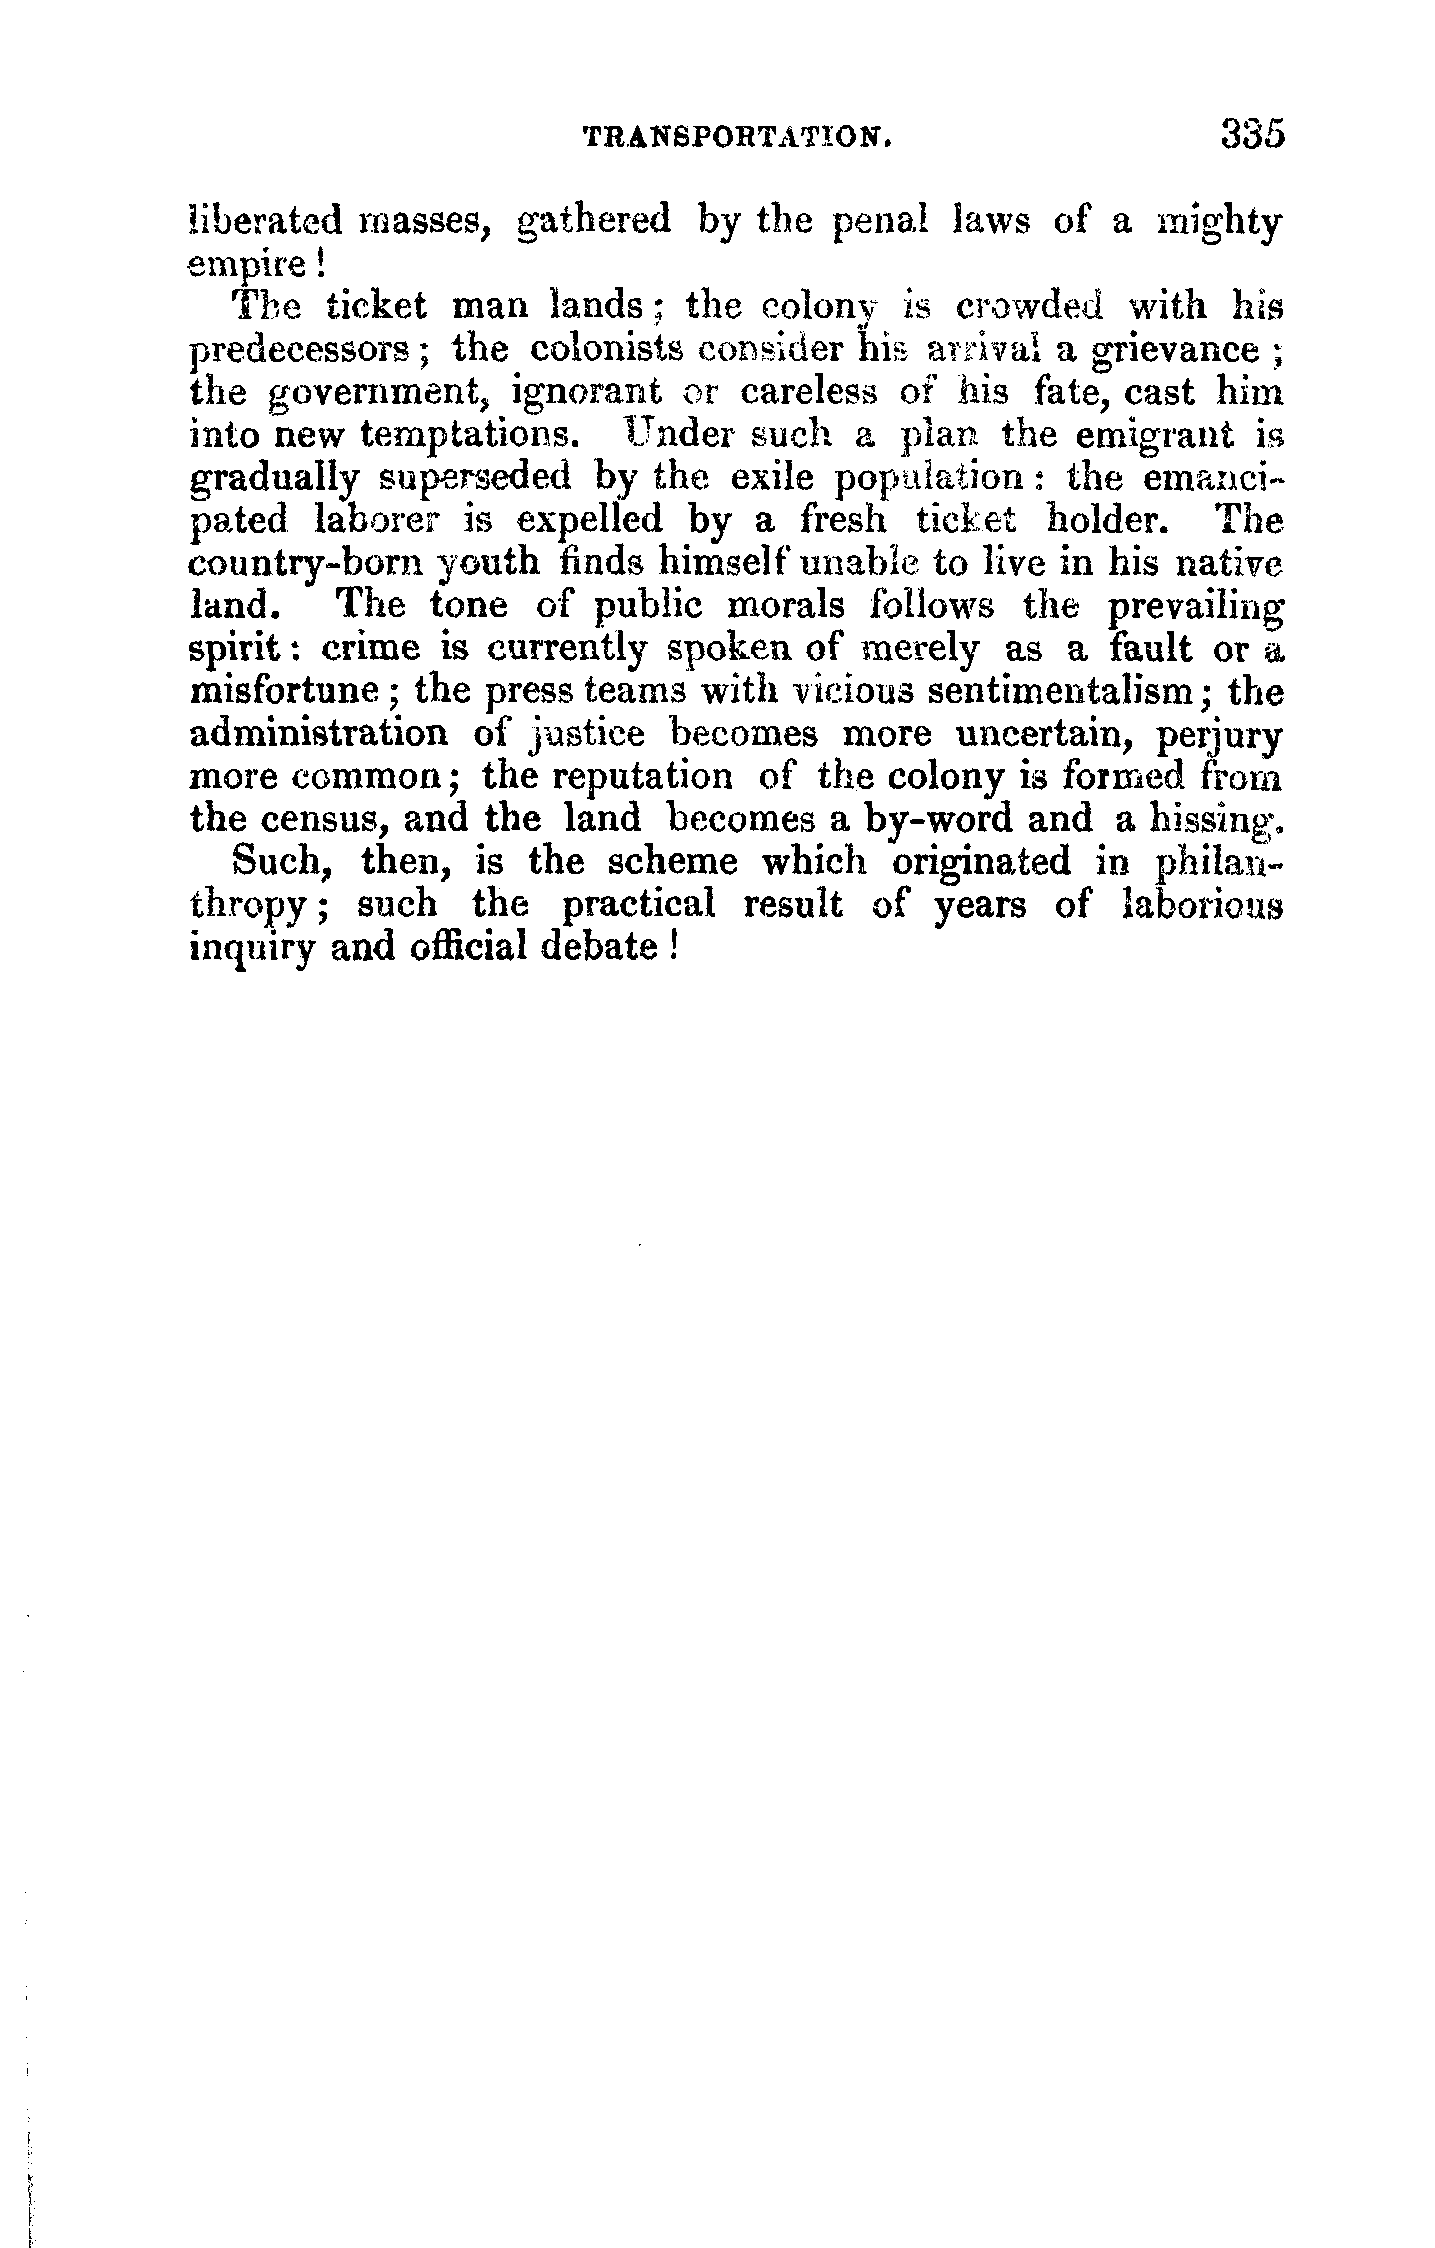 TRANSPORTATION. 335
liberated masses, gathered by the penal laws of a mighty
empire!
The ticket man lands; the colony is crowded with his
predecessors; the colonists consider his arrival a grievance;
the government, ignorant or careless of his fate, cast him
into new temptations. Under such a plan the emigrant is
gradually superseded by the exile population: the emanci-
pated laborer is expelled by a fresh ticket holder. The
country-born youth finds himself unable to live in his native
land. The tone of public morals follows the prevailing
spirit: crime is currently spoken of merely as a fault or a
misfortune; the press teams with vicious sentimentalism; the
administration of justice becomes more uncertain, perjury
more common; the reputation of the colony is formed from
the census, and the land becomes a by-word and a hissing.
Such, then, is the scheme which originated in philan-
thropy; such the practical result of years of laborious
inquiry and official debate!